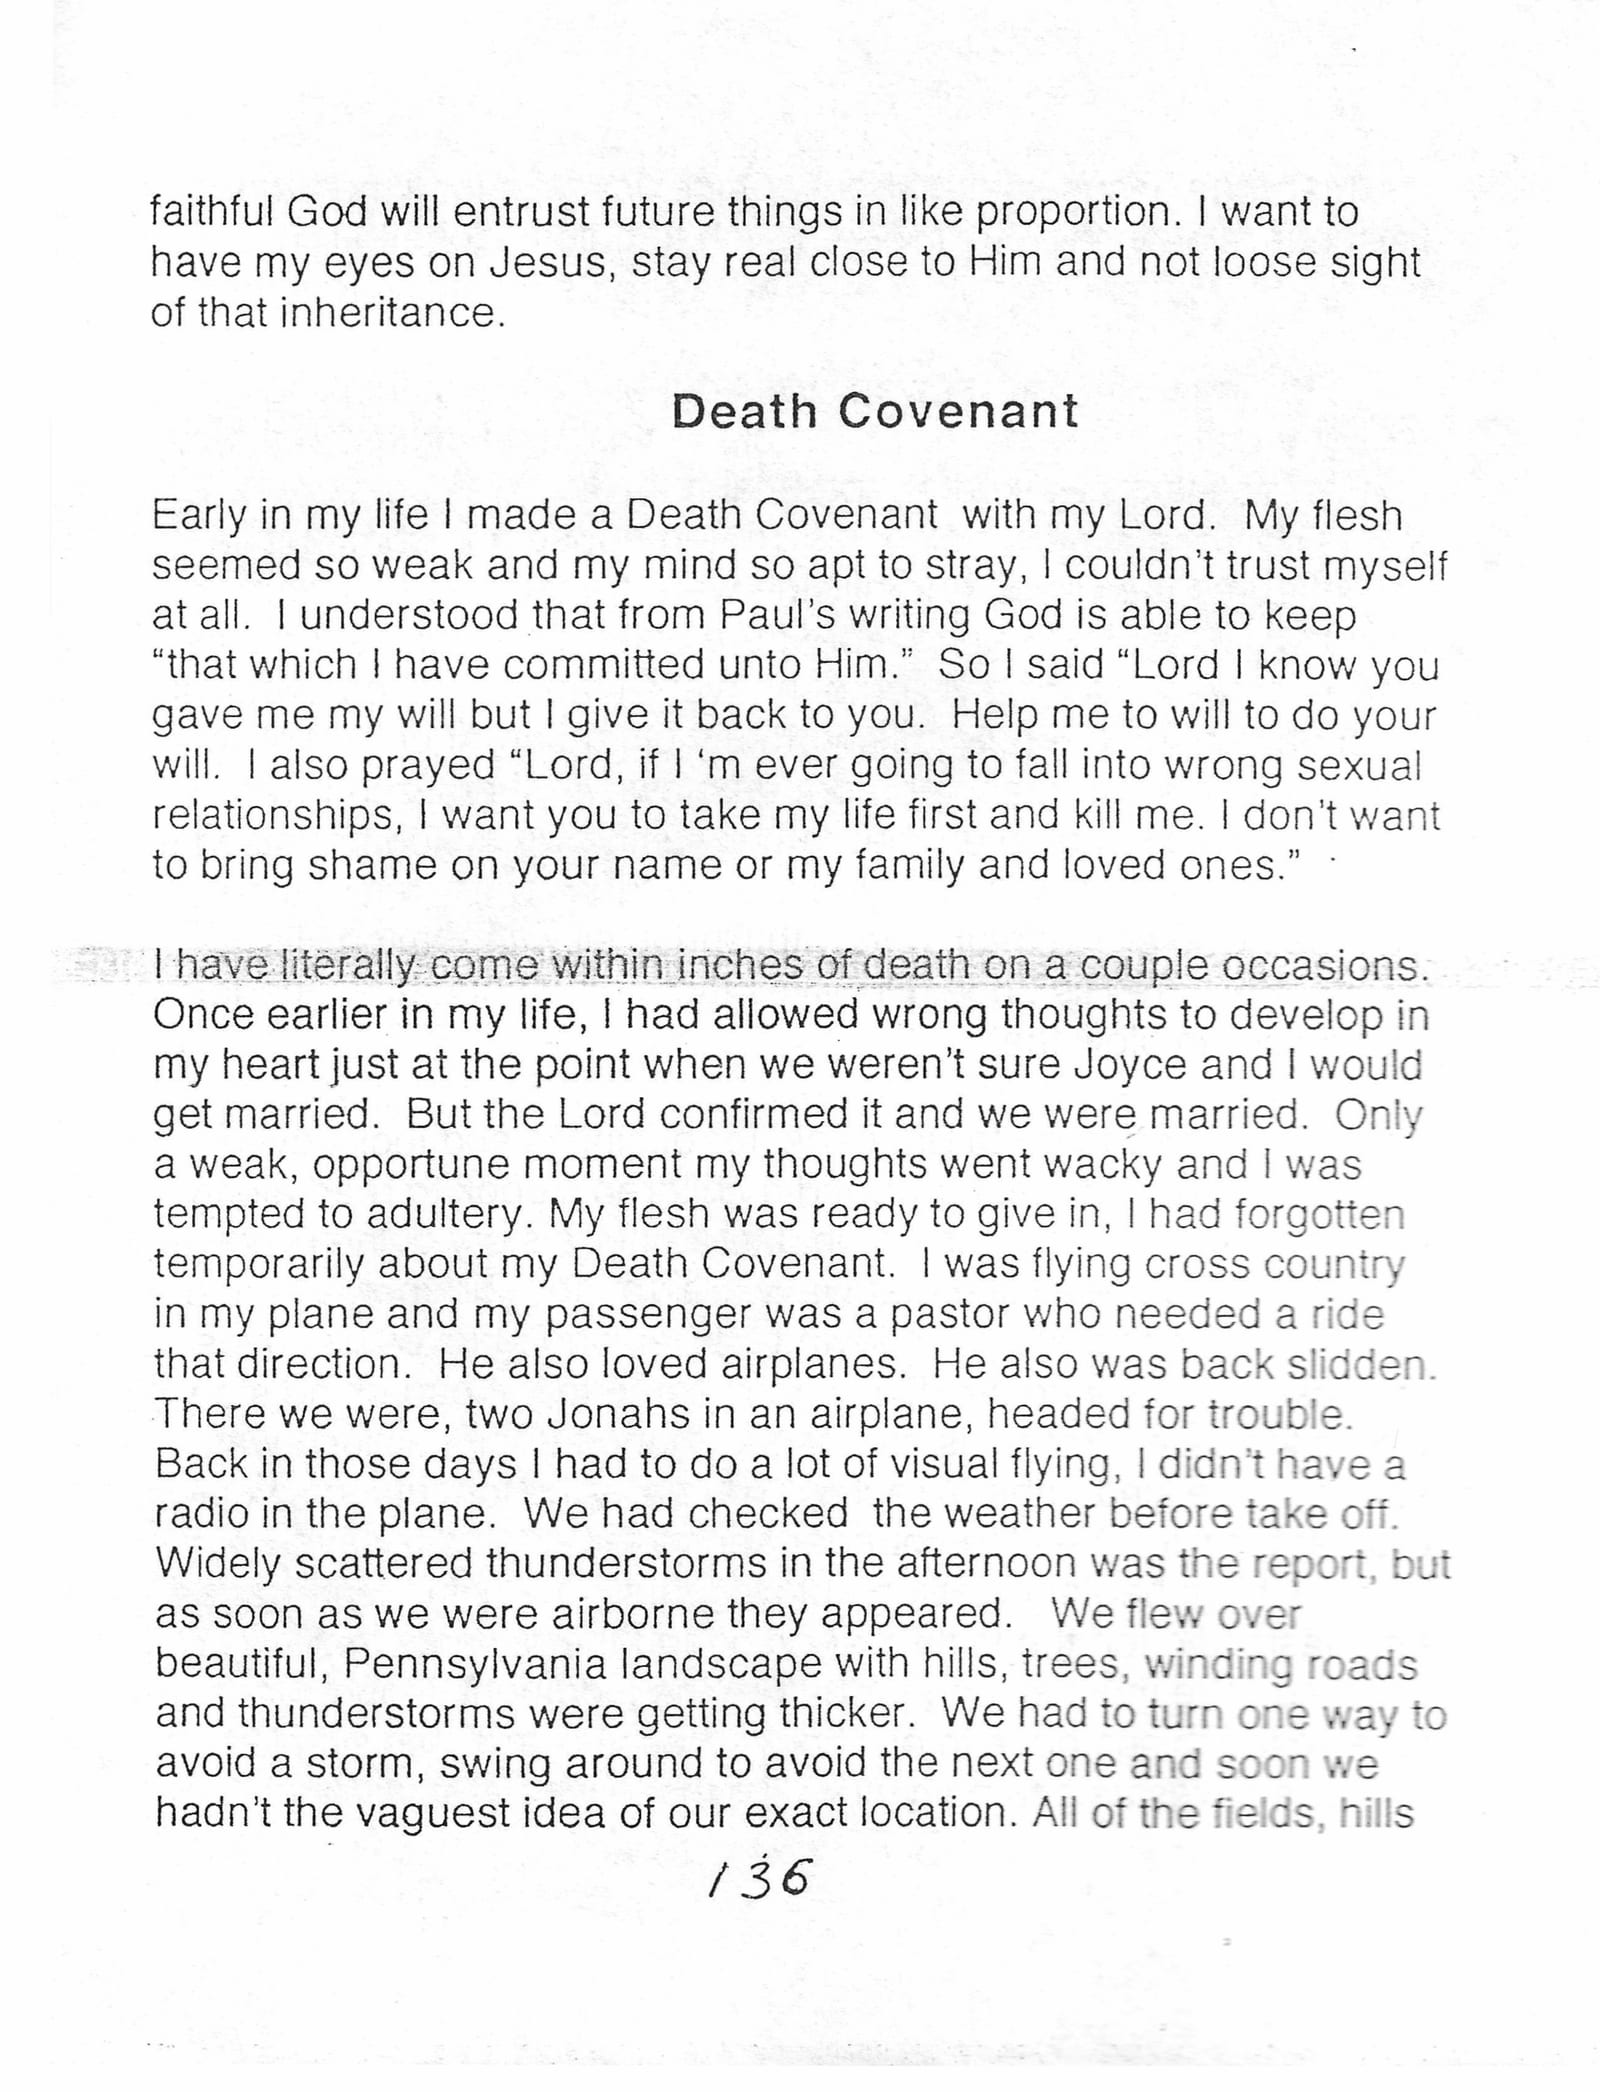 faithful God will entrust future things in like proportion. I want to
have my eyes on Jesus, stay real close to Him and not loose sight
of that inheritance.
Death Covenant
Early in my life I made a Death Covenant with my Lord. My flesh
seemed so weak and my mind so apt to stray, I couldn't trust myself
at all. I understood that from Paul's writing God is able to keep
“that which I have committed unto Him.” So I said “Lord I know you
gave me my will but I give it back to you. Help me to will to do your
will. I also prayed “Lord, if I ‘m ever going to fall into wrong sexual
relationships, I want you to take my life first and kill me. I don't want
to bring shame on your name or my family and loved ones.”
I have literally come within inches of death on a couple occasions.
Once earlier in my life, I had allowed wrong thoughts to develop in
my heart just at the point when we weren't sure Joyce and I would
get married. But the Lord confirmed it and we were married. Only
a weak, opportune moment my thoughts went wacky and I was
tempted to adultery. My flesh was ready to give in, I had forgotten
temporarily about my Death Covenant. I was flying cross country
in my plane and my passenger was a pastor who needed a ride
that direction. He also loved airplanes. He also was back slidden.
There we were, two Jonahs in an airplane, headed for trouble.
Back in those days I had to do a lot of visual flying, I didn't have a
radio in the plane. We had checked the weather before take off.
Widely scattered thunderstorms in the afternoon was the report, but
as soon as we were airborne they appeared. We flew over
beautiful, Pennsylvania landscape with hills, trees, winding roads
and thunderstorms were getting thicker. We had to turn one way to
avoid a storm, swing around to avoid the next one and soon we
hadn't the vaguest idea of our exact location. All of the fields, hills
136